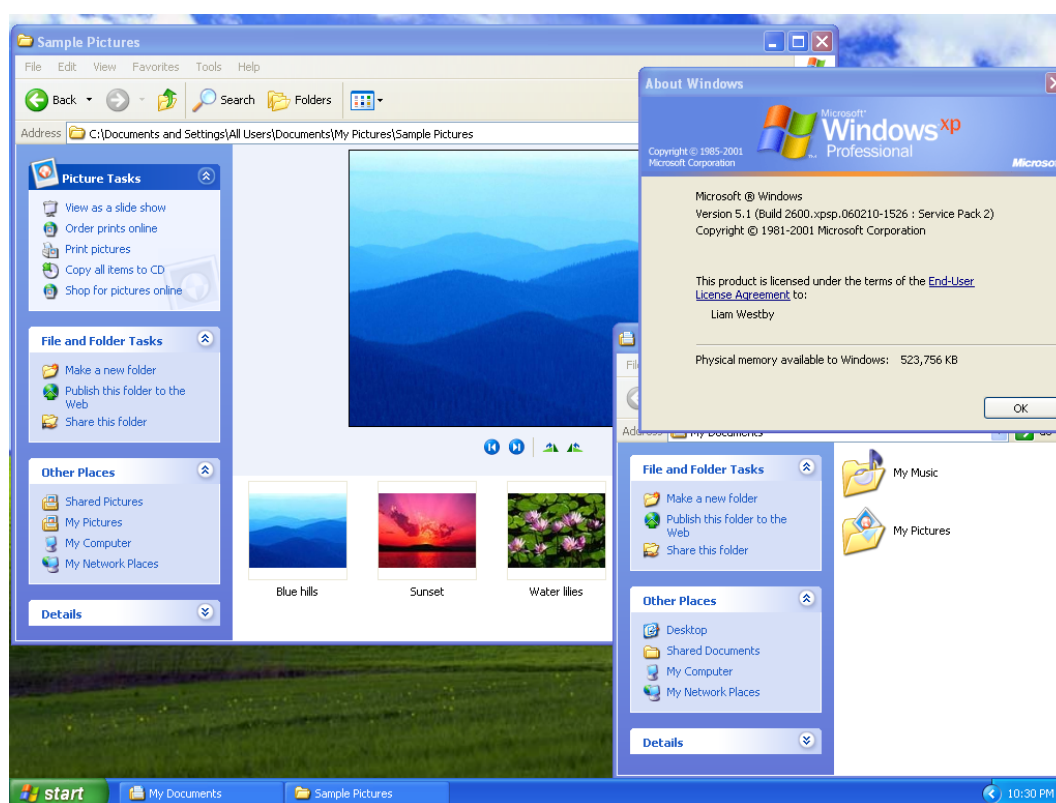 Sample Pictures
File Edit View Favorites Tools Help
Back Search Folders
Address C:\Documents and Settings\All Users\Documents\My Pictures\Sample Pictures
Picture Tasks
View as a slide show
Order prints online
Print pictures
Copy all items to CD
Shop for pictures online
File and Folder Tasks
Make a new folder
Publish this folder to the
Web
Share this folder
Other Places
Shared Pictures
My Pictures
My Computer
My Network Places
Details
Blue hills Sunset Water lilies
About Windows
Microsoft
Windows xp
Professional
Copyright © 1985-2001
Microsoft Corporation
Microsoft ® Windows
Version 5.1 (Build 2600.xpsp.060210-1526 : Service Pack 2)
Copyright © 1981-2001 Microsoft Corporation
This product is licensed under the terms of the End-User
License Agreement to:
Liam Westby
Physical memory available to Windows: 523,756 KB
OK
My Documents
File and Folder Tasks
Make a new folder
Publish this folder to the
Web
Share this folder
Other Places
Desktop
Shared Documents
My Computer
My Network Places
Details
My Music
My Pictures
start My Documents Sample Pictures 10:30 PM